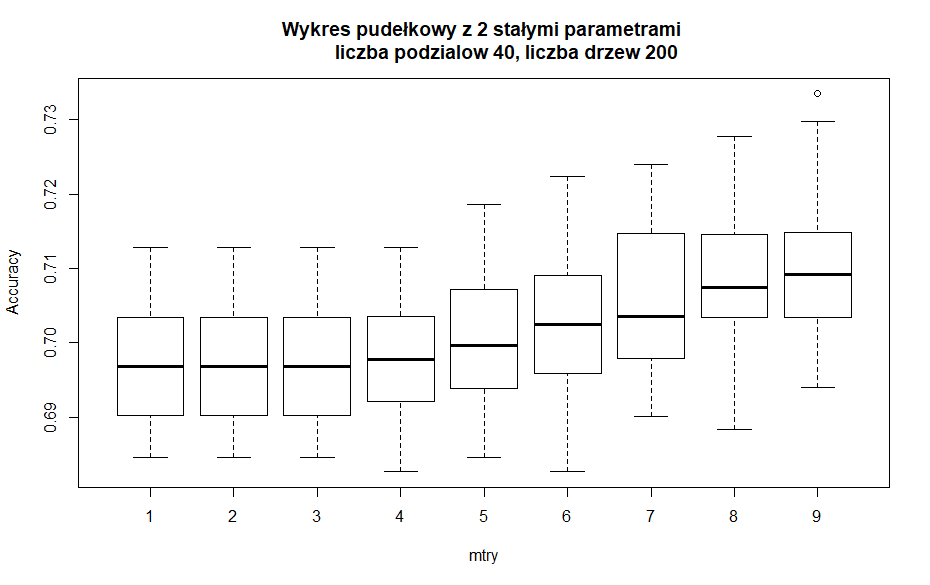 Wykres pudełkowy z 2 stałymi parametrami
liczba podzialow 40, liczba drzew 200
Accuracy
0.73
0.72
0.71
0.70
0.69
1 2 3 4 5 6 7 8 9
mtry